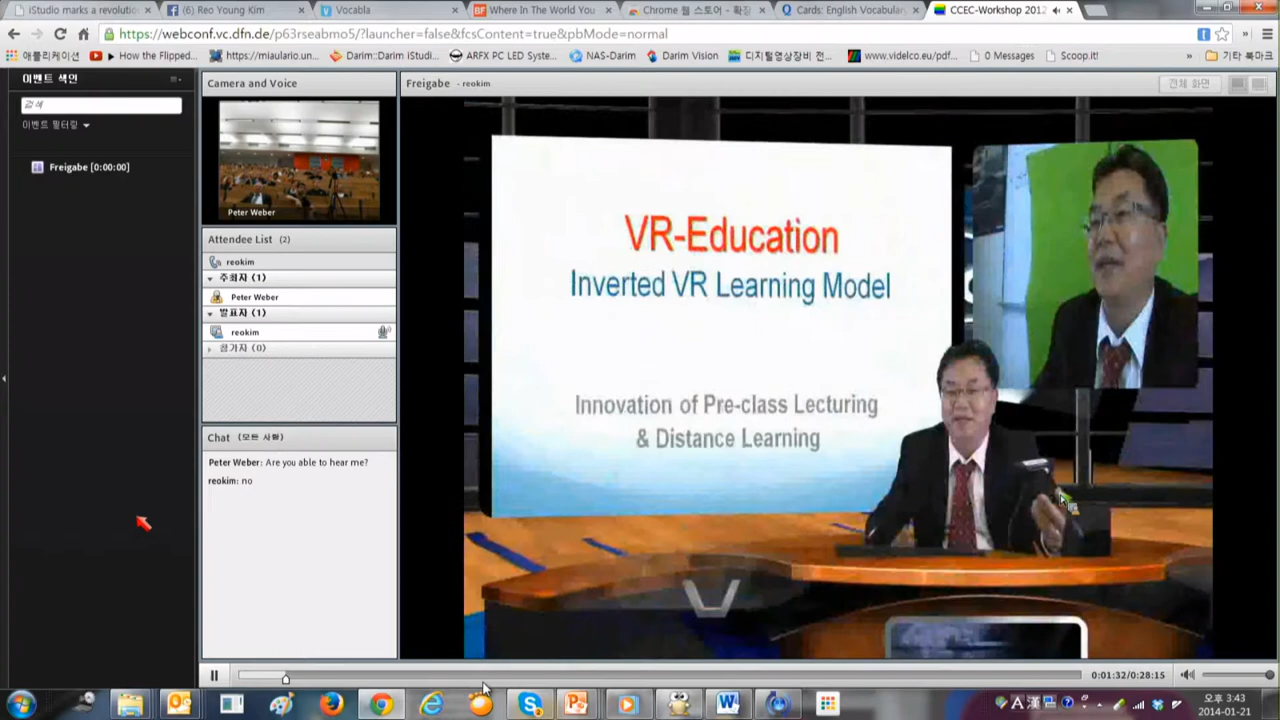 iStudio marks a revolutio
(6) Reo Young Kim
Vocabla
Where In The World You
Chrome 웹 스토어 - 확장
Cards: English Vocabular
CCEC-Workshop 2012
https://webconf.vc.dfn.de/p63rseabmo5/?launcher=false&fcsContent=true&pbMode=normal
애플리케이션
How the Flipped...
https://miaulario.un...
Darim::Darim iStudi...
ARFX PC LED Syste...
NAS-Darim
Darim Vision
디지털영상장비 전...
www.videlco.eu/pdf...
0 Messages
Scoop.it!
»
기타 북마크
이벤트 색인
검색
이벤트 필터링
Freigabe [0:00:00]
Camera and Voice
Peter Weber
Attendee List (2)
reokim
주최자 (1)
Peter Weber
발표자 (1)
reokim
참가자 (0)
Chat (모든 사람)
Peter Weber: Are you able to hear me?
reokim: no
Freigabe - reokim
전체 화면
VR-Education
Inverted VR Learning Model
Innovation of Pre-class Lecturing
& Distance Learning
0:01:32/0:28:15
A 漢
오후 3:43
2014-01-21